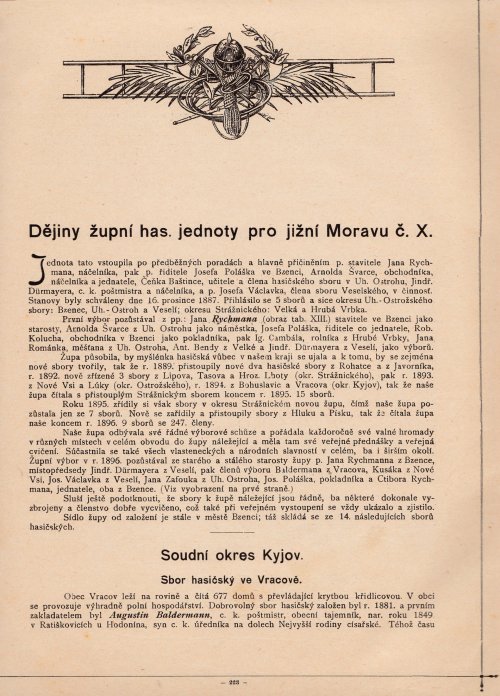 Dějiny župní has. jednoty pro jižní Moravu č. X.
Jednota tato vstoupila po předběžných poradách a hlavně přičiněním p. stavitele Jana Rych-
mana, náčelníka, pak p. řiditele Josefa Poláška ve Bzenci, Arnolda Švarce, obchodníka,
náčelníka a jednatele, Čeňka Baštince, učitele a člena hasičského sboru v Uh. Ostrohu, Jindř.
Dürmayera, c. k. poštmistra a náčelníka, a p. Josefa Václavka, člena sboru Veselského, v činnost.
Stanovy byly schváleny dne 16. prosince 1887. Přihlásilo se 5 sborů a sice okresu Uh.-Ostrožského
sbory: Bzenec, Uh.-Ostroh a Veselí; okresu Strážnického: Velká a Hrubá Vrbka.
První výbor pozůstával z pp.: Jana Rychmana (obraz tab. XIII.) stavitele ve Bzenci jako
starosty, Arnolda Švarce z Uh. Ostrohu jako náměstka, Josefa Poláška, řiditele co jednatele, Rob.
Kolucha, obchodníka v Bzenci jako pokladníka, pak Ig. Cambála, rolníka z Hrubé Vrbky, Jana
Románka, měšťana z Uh. Ostroha, Ant. Bendy z Velké a Jindř. Dürmayera z Veselí, jako výborů.
Župa působila, by myšlénka hasičská vůbec v našem kraji se ujala a k tomu, by se zejména
nové sbory tvořily, tak že r. 1889. přistoupily nové dva hasičské sbory z Rohatce a z Javorníka,
r. 1892. nově zřízené 3 sbory z Lipova, Tasova a Hroz. Lhoty (okr. Strážnického), pak r. 1893.
z Nové Vsi a Lúky (okr. Ostrožského), r. 1894. z Bohuslavic a Vracova (okr. Kyjov), tak že naše
župa čítala s přistouplým Strážnickým sborem koncem r. 1895. 15 sborů.
Roku 1895. zřídily si však sbory v okresu Strážnickém novou župu, čímž naše župa po-
zůstala jen ze 7 sborů. Nově se zařídily a přistoupily sbory z Hluku a Písku, tak že čítala župa
naše koncem r. 1896. 9 sborů se 247. členy.
Naše župa odbývala své řádné výborové schůze a pořádala každoročně své valné hromady
v různých místech v celém obvodu do župy náležející a měla tam své veřejné přednášky a veřejná
cvičení. Súčastnila se také všech vlasteneckých a národních slavností v celém, ba i širším okolí.
Župní výbor v r. 1896. pozůstával ze starého a stálého starosty župy p. Jana Rychmanna z Bzence,
místopředsedy Jindř. Dürmayera z Veselí, pak členů výboru Baldermana z Vracova, Kusáka z Nové
Vsi, Jos. Václavka z Veselí, Jana Zafouka z Uh. Ostroha, Jos. Poláška, pokladníka a Ctibora Rych-
mana, jednatele, oba z Bzence. (Viz vyobrazení na prvé straně.)
Sluší ještě podotknouti, že sbory k župě náležející jsou řádně, ba některé dokonale vy-
zbrojeny a členstvo dobře vycvičeno, což také při veřejném vystoupení se vždy ukázalo a zjistilo.
Sídlo župy od založení je stále v městě Bzenci; táž skládá se ze 14. následujících sborů
hasičských.
Soudní okres Kyjov.
Sbor hasičský ve Vracově.
Obec Vracov leží na rovině a čítá 677 domů s převládající krytbou křidlicovou. V obci
se provozuje výhradně polní hospodářství. Dobrovolný sbor hasičský založen byl r. 1881. a prvním
zakladatelem byl Augustin Baldermann, c. k. poštmistr, obecní tajemník, nar. roku 1849
v Ratiškovicích u Hodonína, syn c. k. úředníka na dolech Nejvyšší rodiny císařské. Téhož času
– 223 –